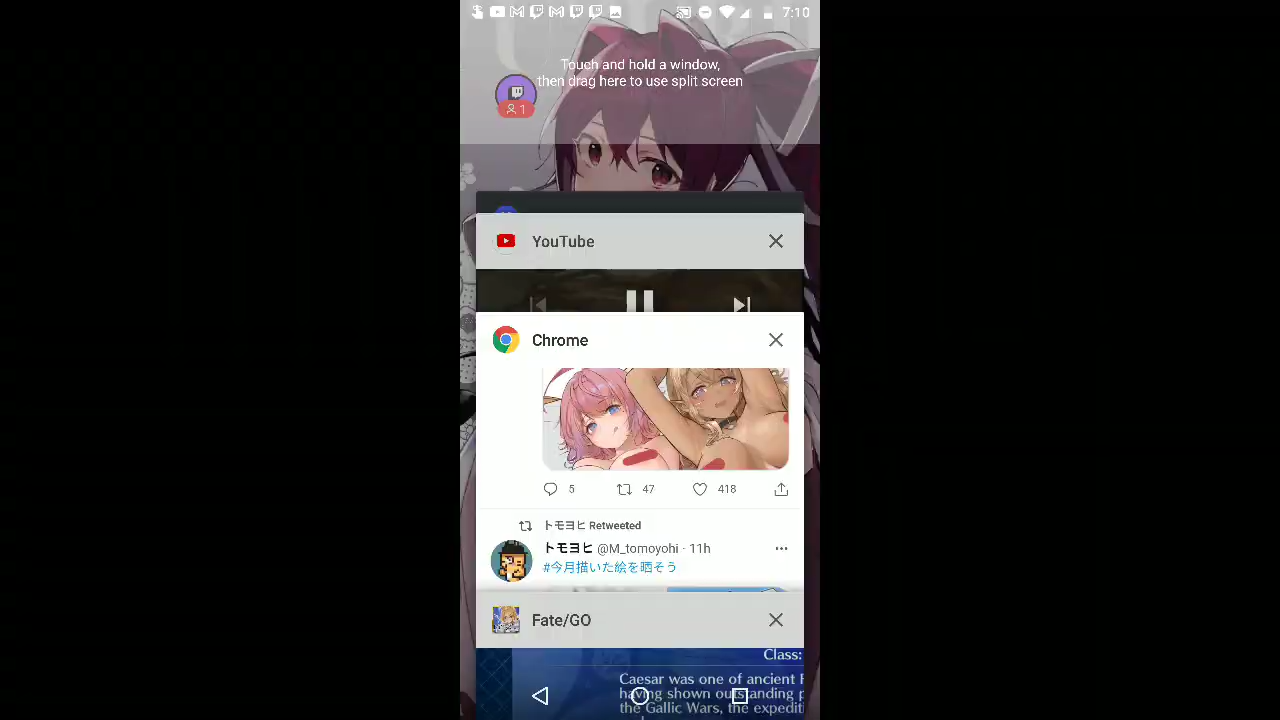 7:10
Touch and hold a window,
then drag here to use split screen
1
YouTube
Chrome
5 47 418
トモヨヒ Retweeted
トモヨヒ @M_tomoyohi · 11h
#今月描いた絵を晒そう
Fate/GO
Class:
Caesar was one of ancient
having shown outstanding
the Gallic Wars, the expedit